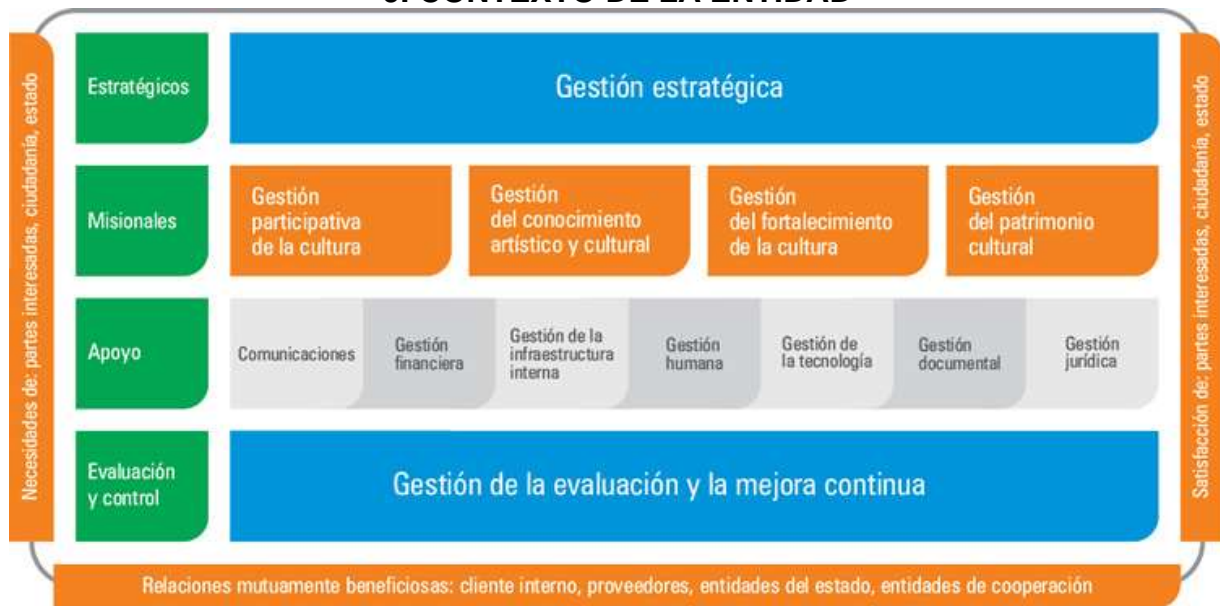 CONTEXTO DE LA ENTIDAD
Necesidades de: partes interesadas, ciudadanía, estado
Estratégicos
Gestión estratégica
Misionales
Gestión
participativa
de la cultura
Gestión
del conocimiento
artístico y cultural
Gestión
del fortalecimiento
de la cultura
Gestión
del patrimonio
cultural
Apoyo
Comunicaciones
Gestión
financiera
Gestión de la
infraestructura
interna
Gestión
humana
Gestión de
la tecnología
Gestión
documental
Gestión
jurídica
Evaluación
y control
Gestión de la evaluación y la mejora continua
Satisfacción de: partes interesadas, ciudadanía, estado
Relaciones mutuamente beneficiosas: cliente interno, proveedores, entidades del estado, entidades de cooperación